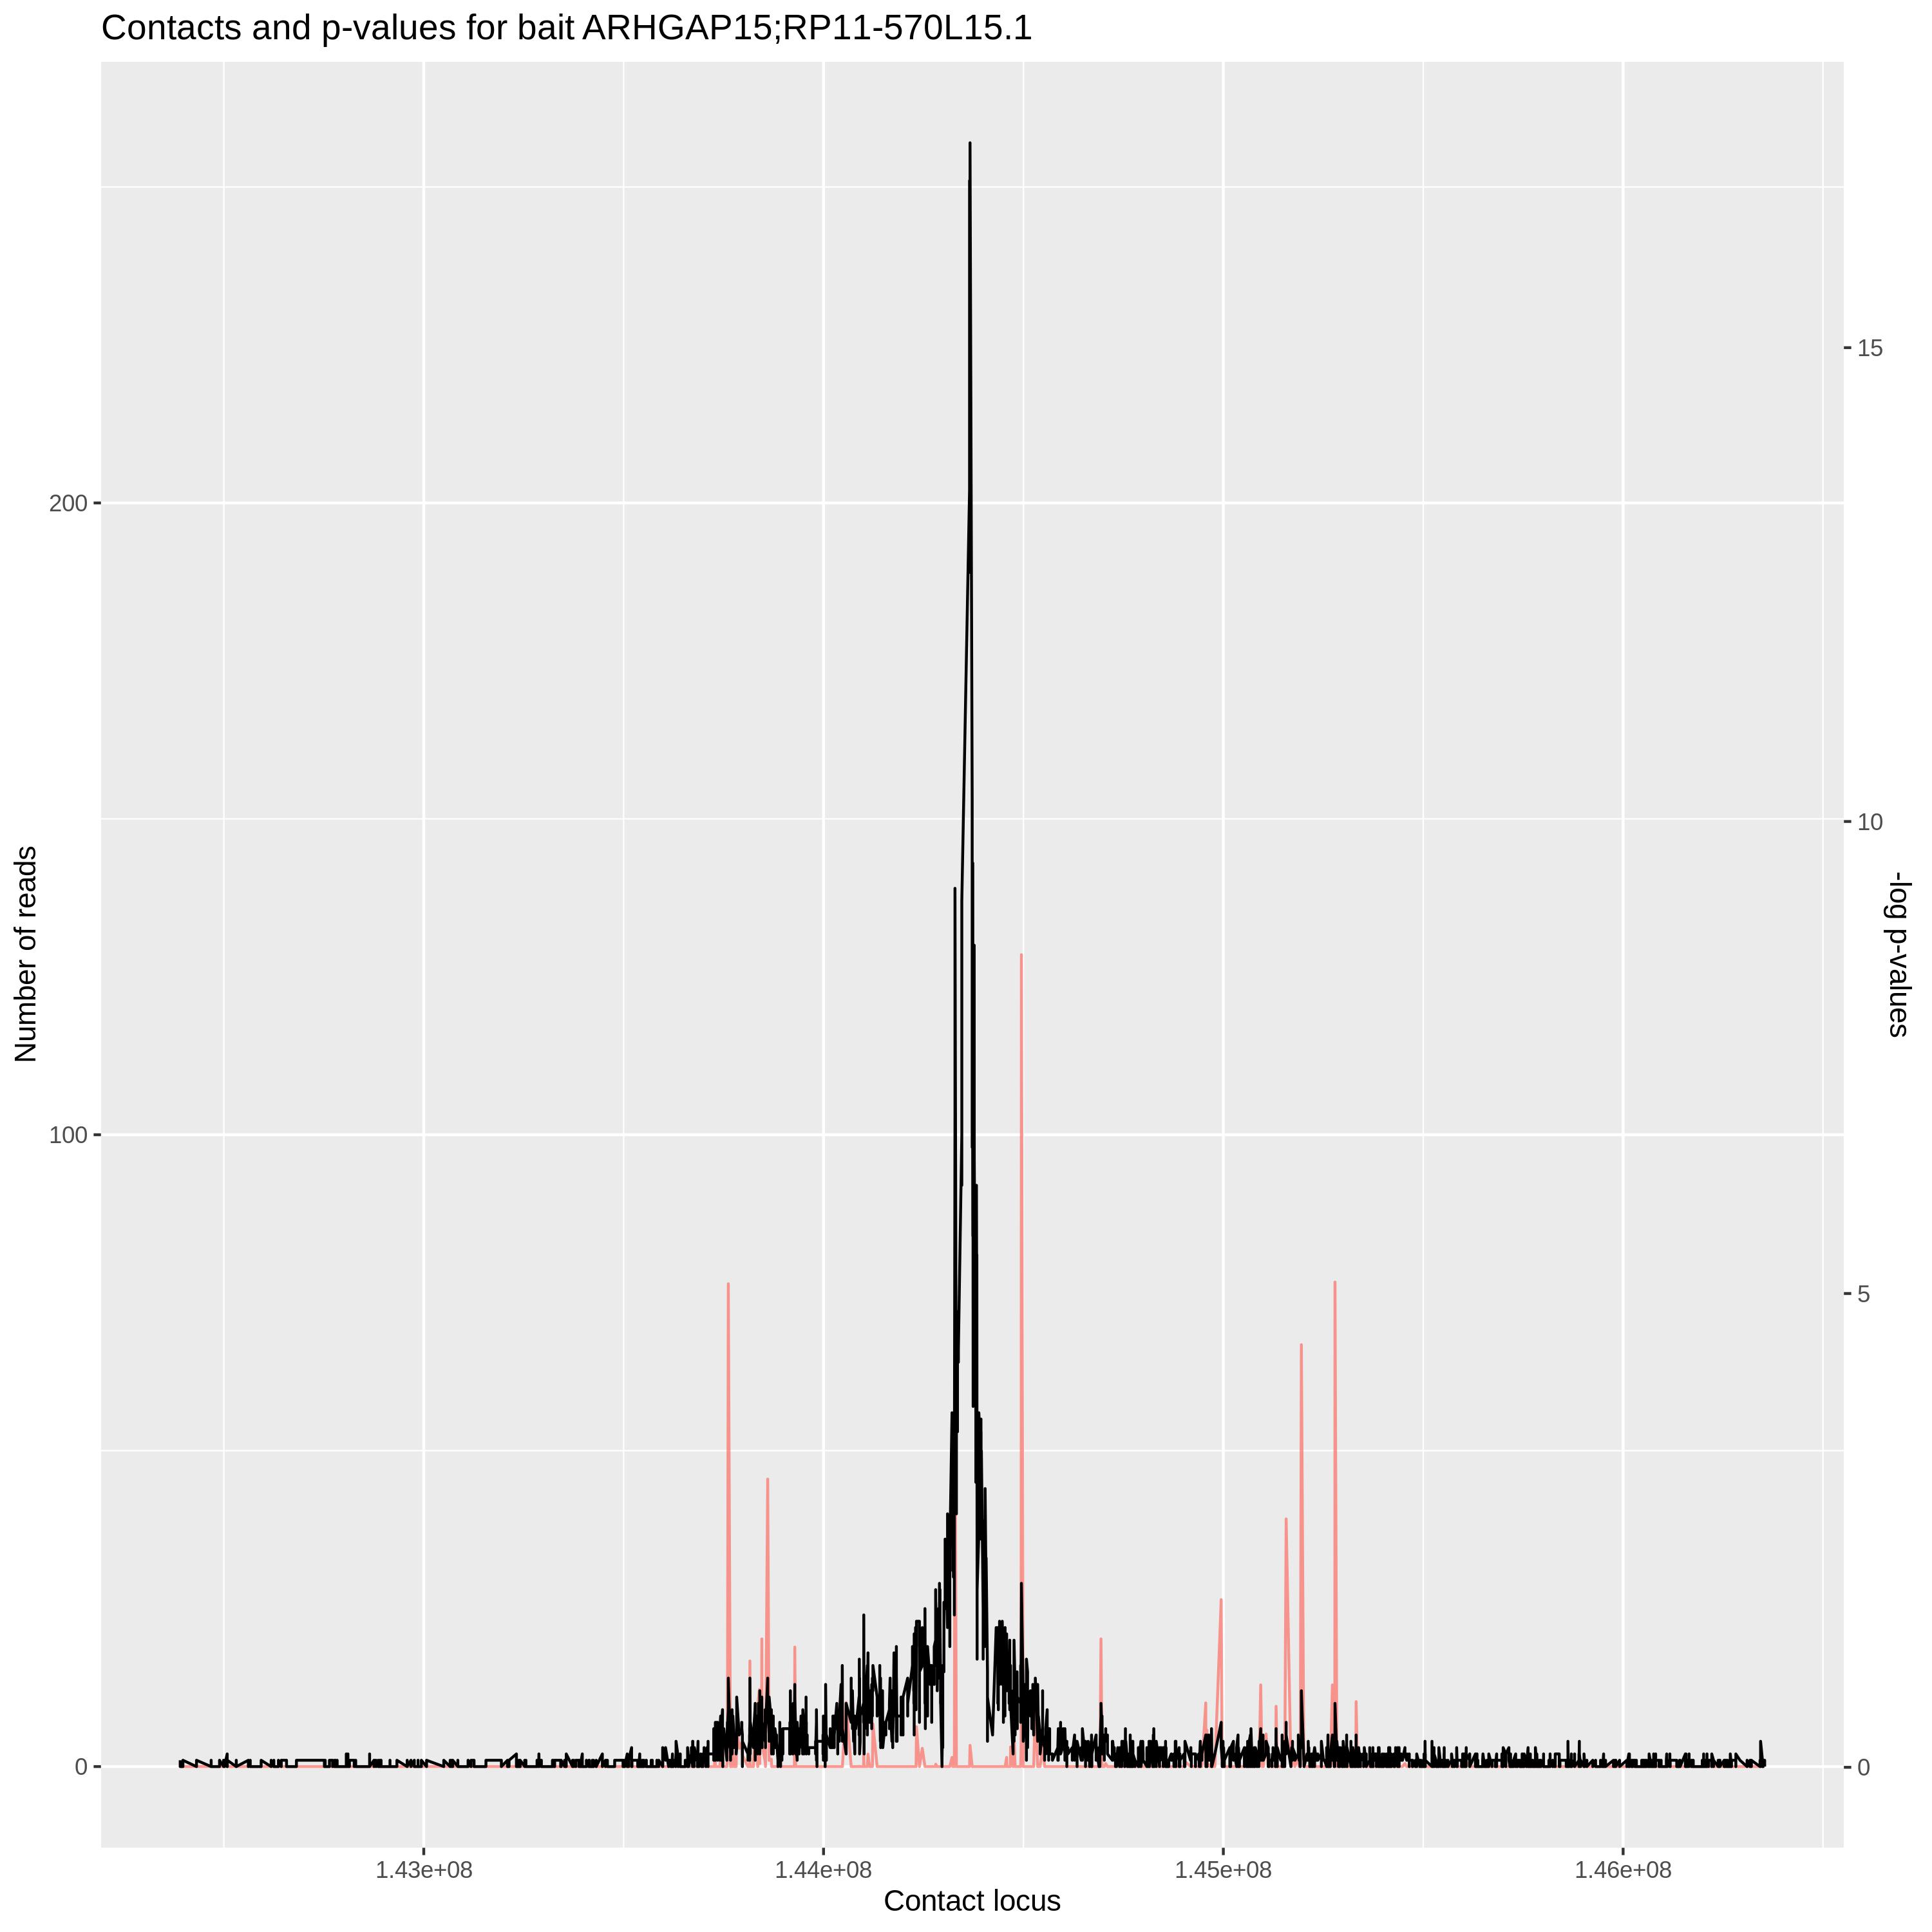 Contacts and p-values for bait ARHGAP15;RP11-570L15.1
Number of reads
200
100
0
15
10
5
0
-log p-values
1.43e+08
1.44e+08
1.45e+08
1.46e+08
Contact locus